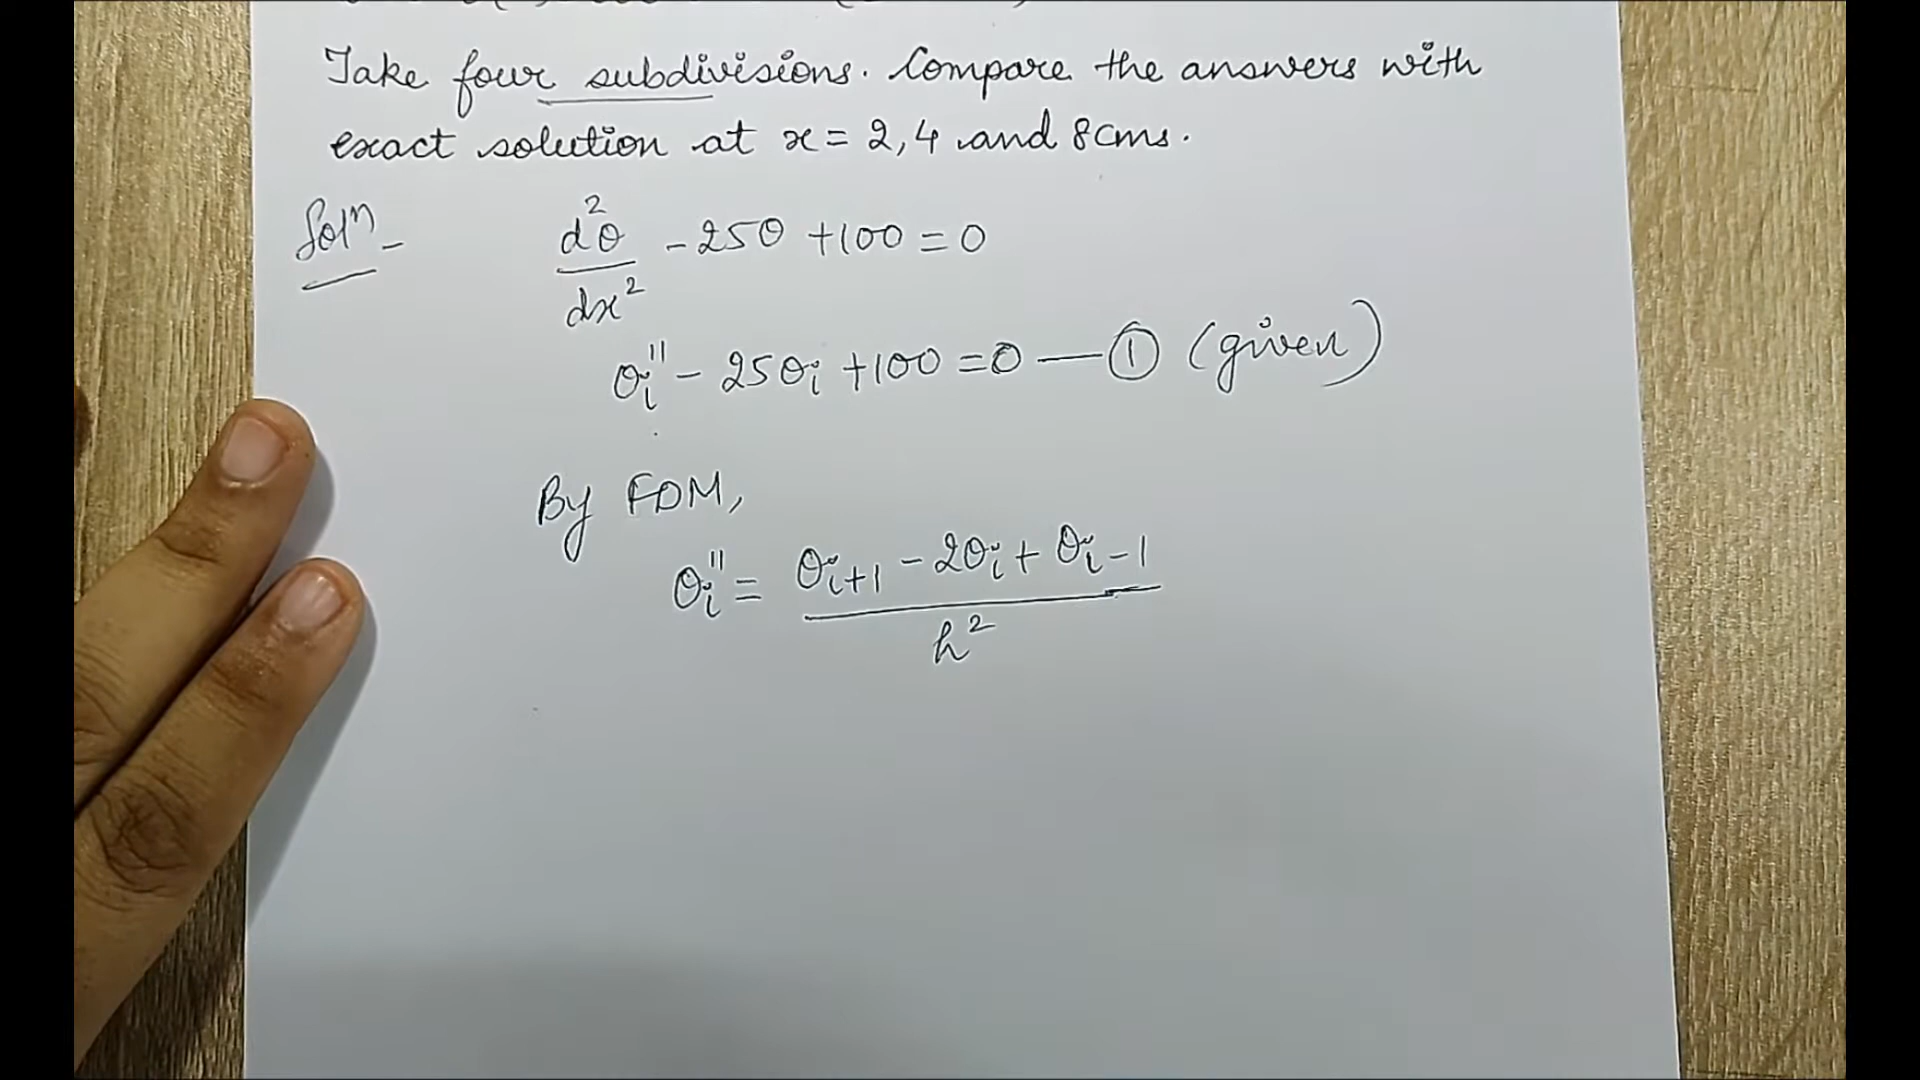 Take four subdivisions. Compare the answers with
exact solution at x = 2, 4 and 8cms.
Solⁿ - d²θ/dx² - 25θ + 100 = 0
θᵢ'' - 25θᵢ + 100 = 0 — ① (given)
By FDM,
θᵢ'' = (θᵢ₊₁ - 2θᵢ + θᵢ₋₁)/h²